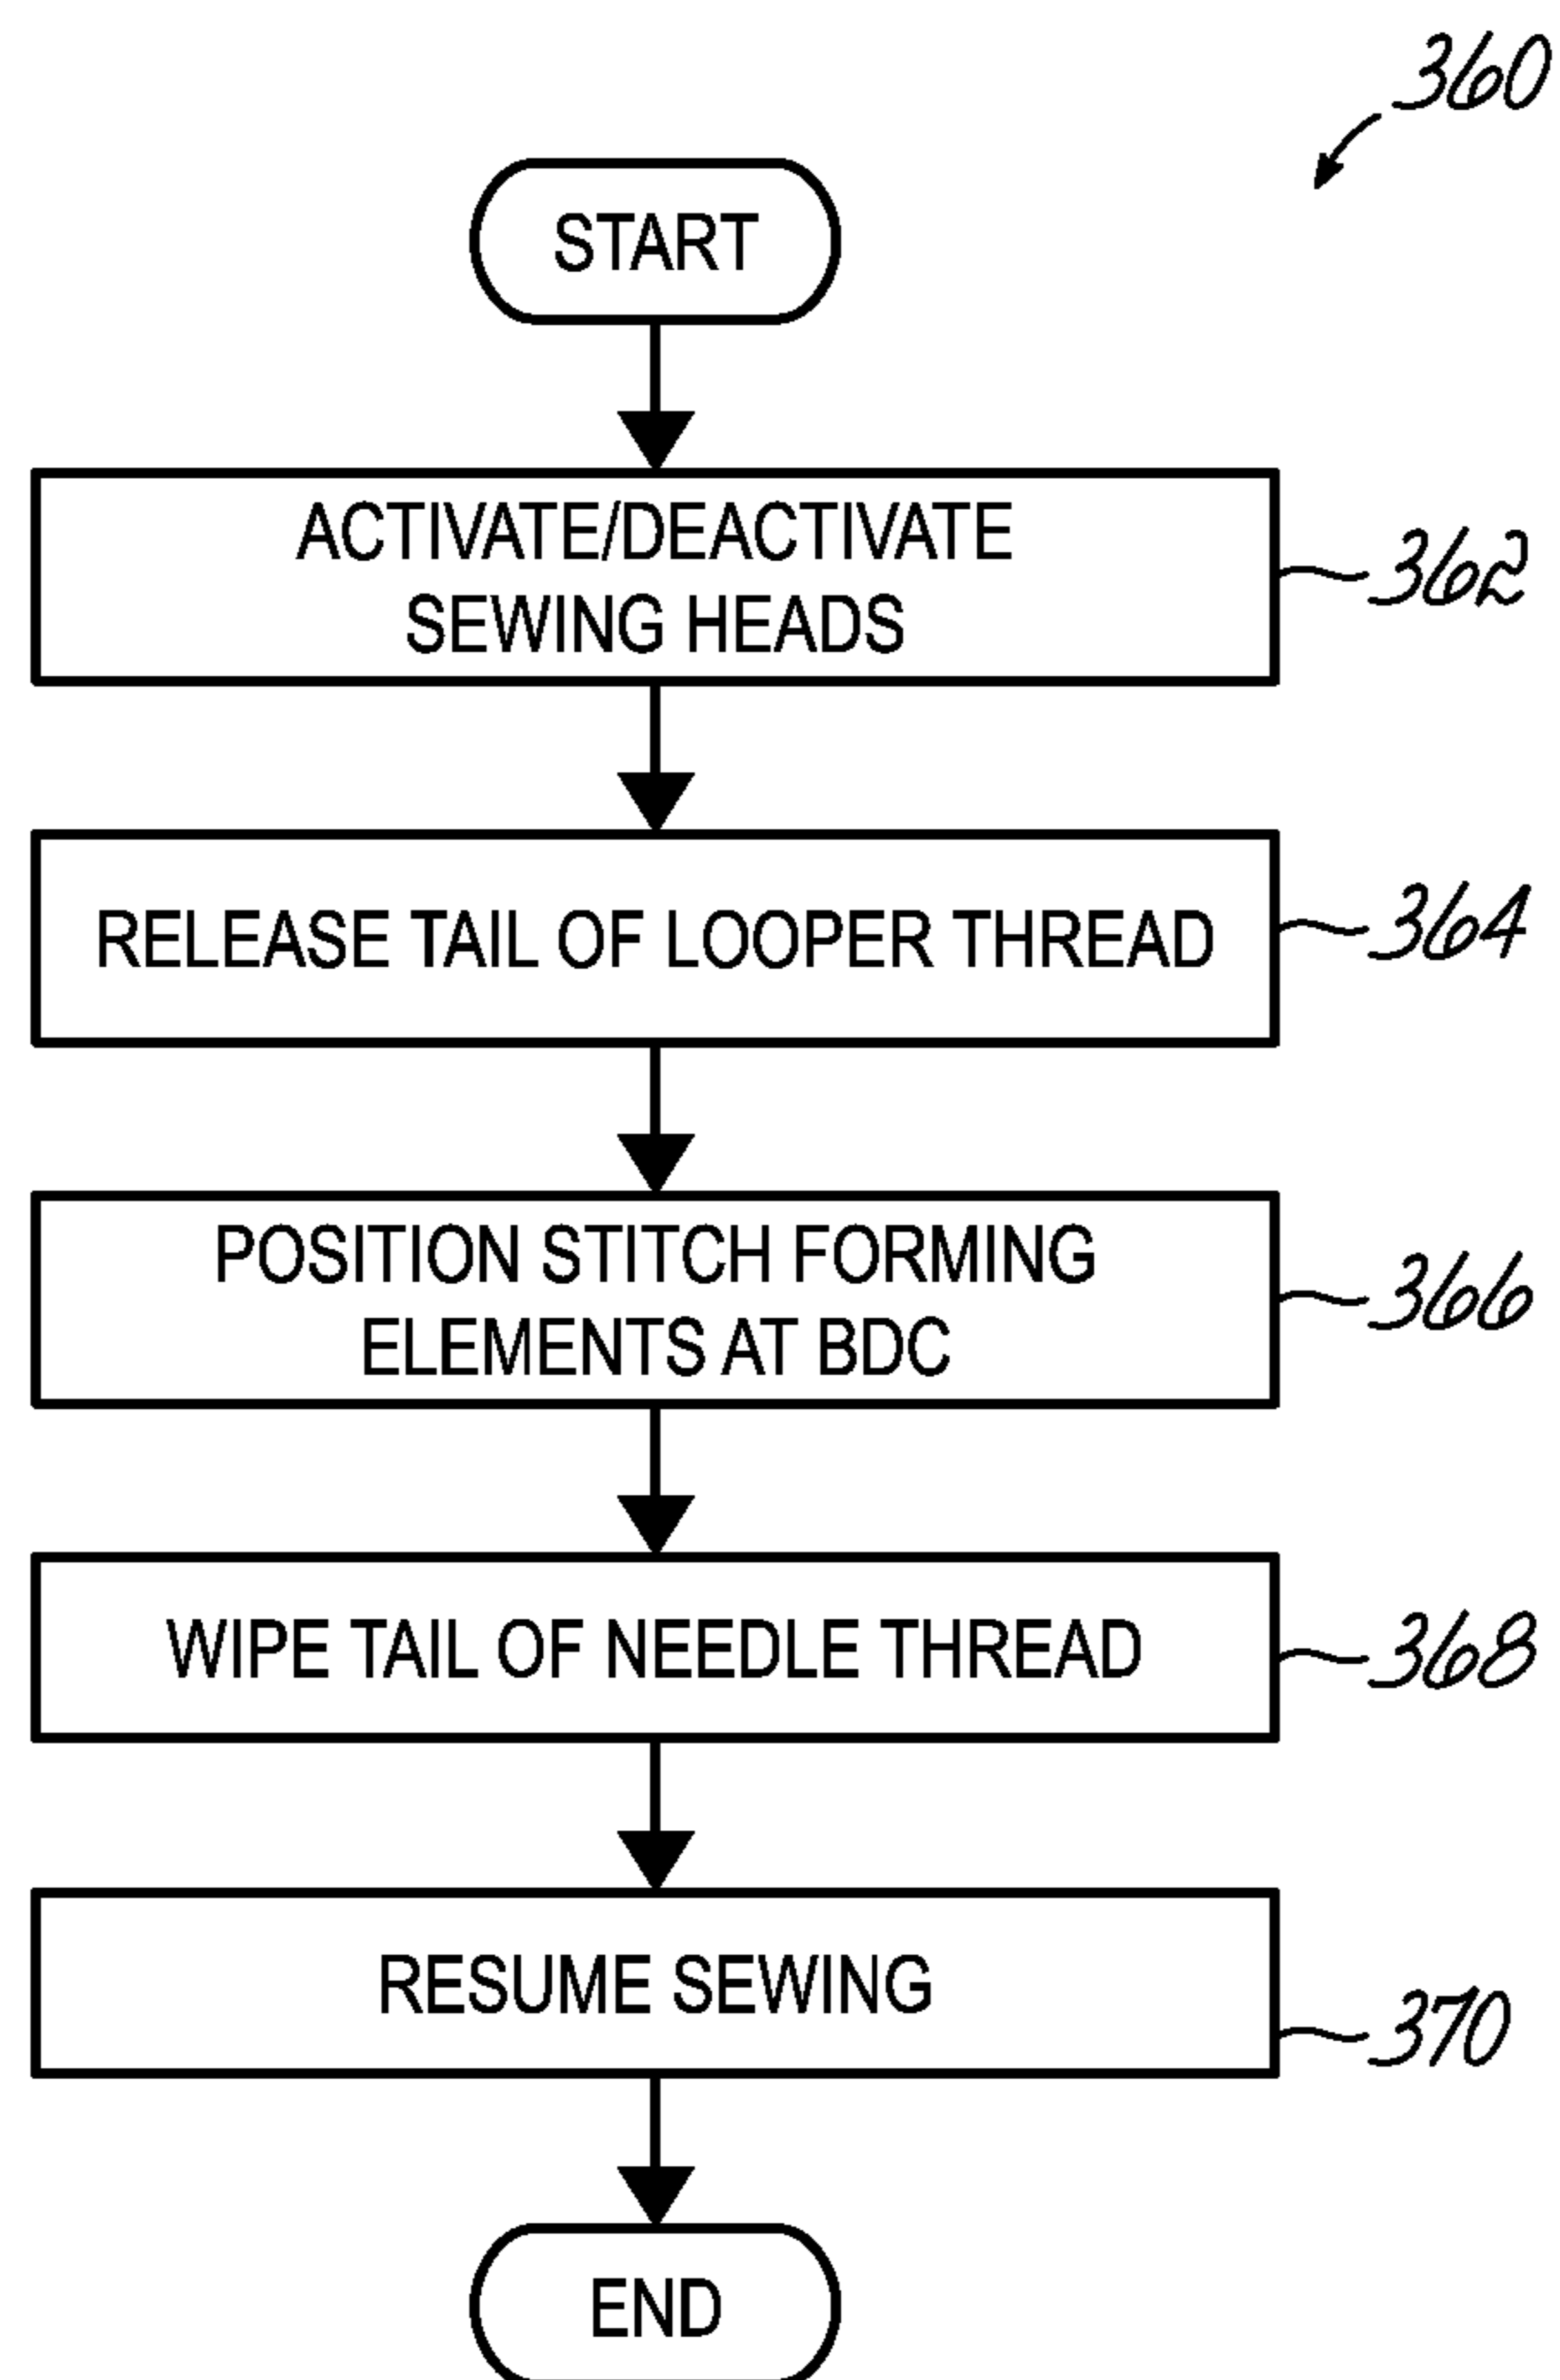 360
START
ACTIVATE/DEACTIVATE
SEWING HEADS
362
RELEASE TAIL OF LOOPER THREAD
364
POSITION STITCH FORMING
ELEMENTS AT BDC
366
WIPE TAIL OF NEEDLE THREAD
368
RESUME SEWING
370
END